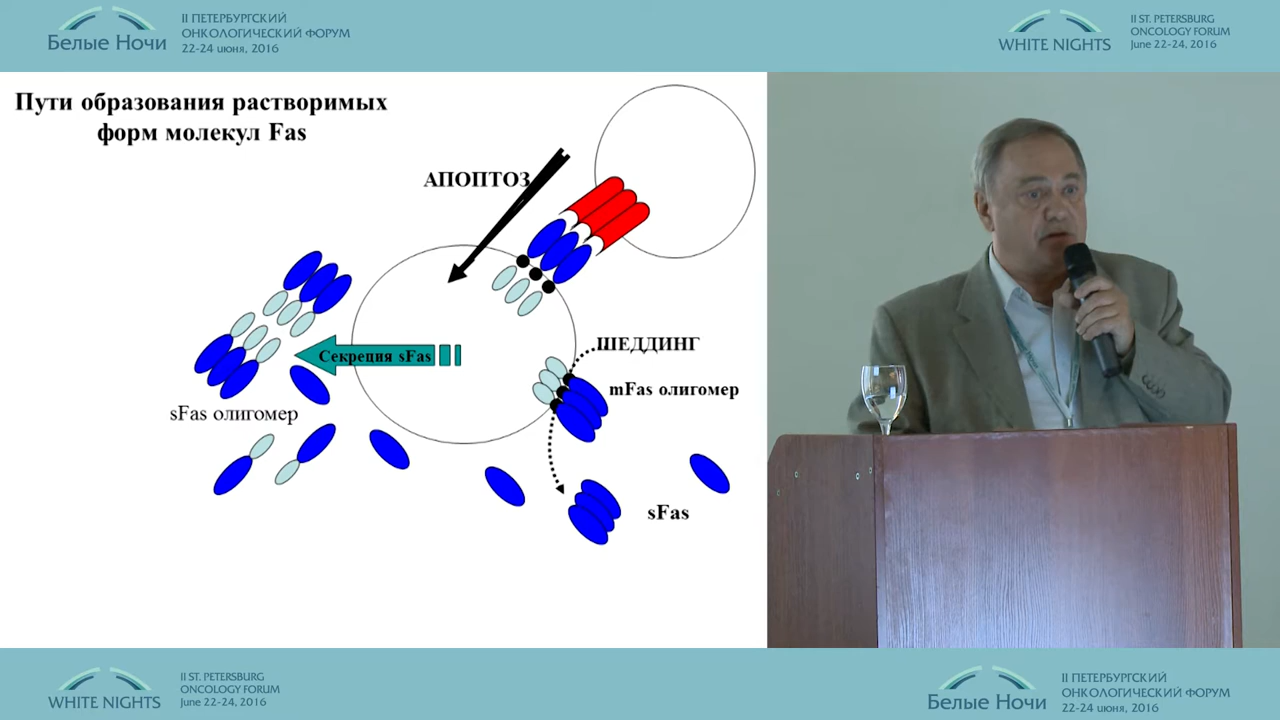 Белые Ночи
II ПЕТЕРБУРГСКИЙ
ОНКОЛОГИЧЕСКИЙ ФОРУМ
22-24 июня, 2016
WHITE NIGHTS
II ST. PETERSBURG
ONCOLOGY FORUM
June 22-24, 2016
Пути образования растворимых
форм молекул Fas
АПОПТОЗ
ШЕДДИНГ
Секреция sFas
mFas олигомер
sFas олигомер
sFas
WHITE NIGHTS
II ST. PETERSBURG
ONCOLOGY FORUM
June 22-24, 2016
Белые Ночи
II ПЕТЕРБУРГСКИЙ
ОНКОЛОГИЧЕСКИЙ ФОРУМ
22-24 июня, 2016